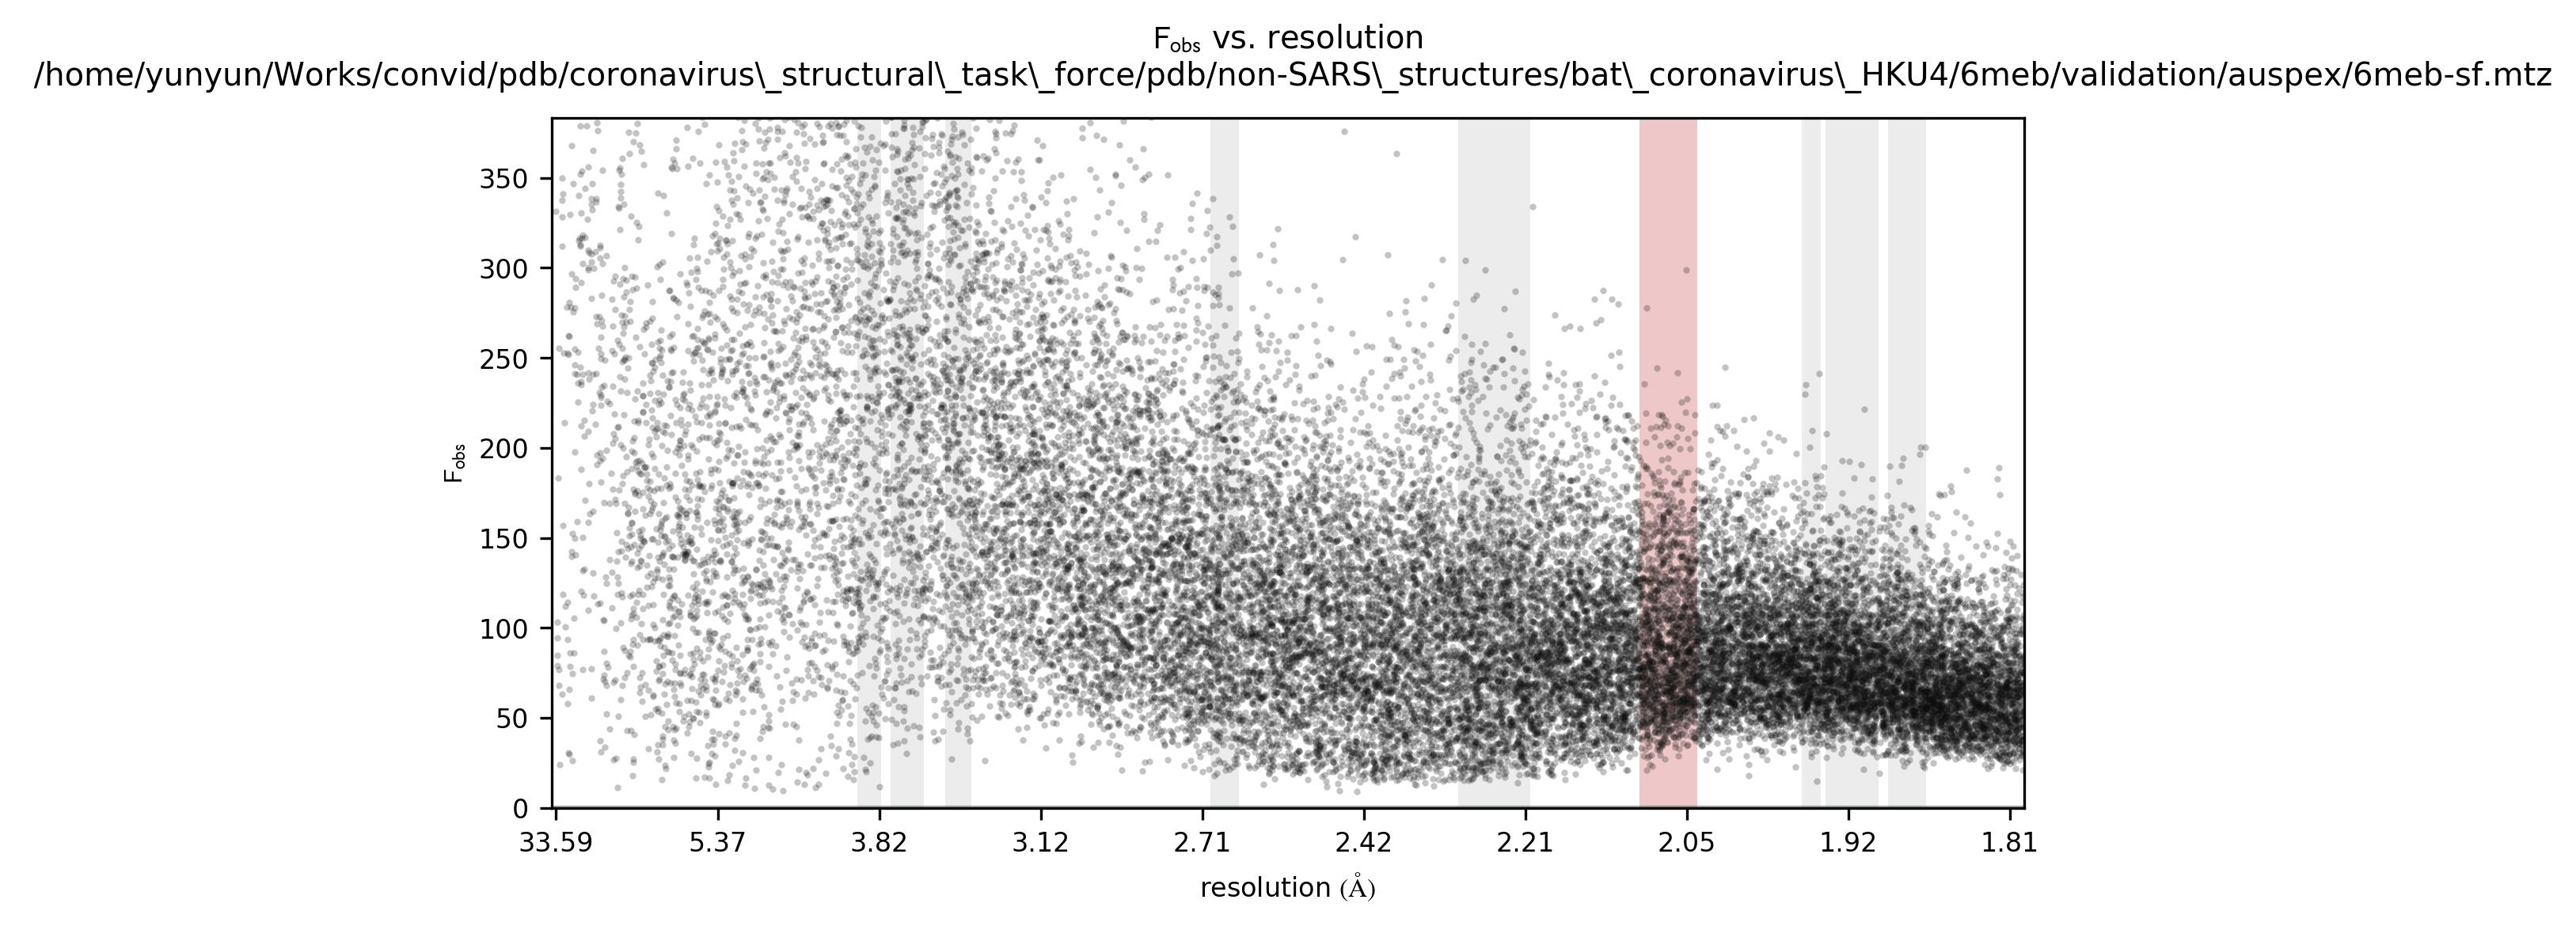 Fobs vs. resolution
/home/yunyun/Works/convid/pdb/coronavirus\_structural\_task\_force/pdb/non-SARS\_structures/bat\_coronavirus\_HKU4/6meb/validation/auspex/6meb-sf.mtz
Fobs
350
300
250
200
150
100
50
0
33.59 5.37 3.82 3.12 2.71 2.42 2.21 2.05 1.92 1.81
resolution (Å)